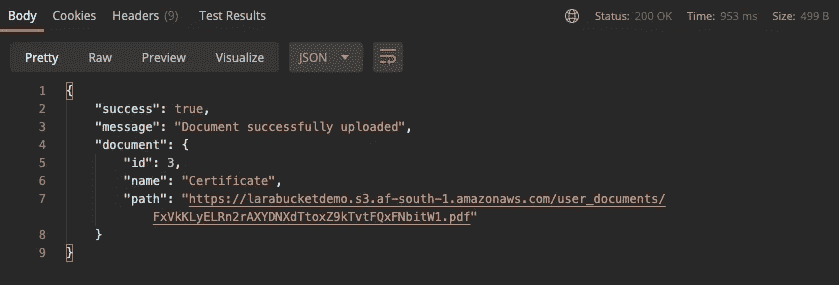 Body Cookies Headers (9) Test Results Status: 200 OK Time: 953 ms Size: 499 B
Pretty Raw Preview Visualize JSON
1 {
2 "success": true,
3 "message": "Document successfully uploaded",
4 "document": {
5 "id": 3,
6 "name": "Certificate",
7 "path": "https://larabucketdemo.s3.af-south-1.amazonaws.com/user_documents/
FxVkKLyELRn2rAXYDNXdTtoxZ9kTvtFQxFNbitW1.pdf"
8 }
9 }